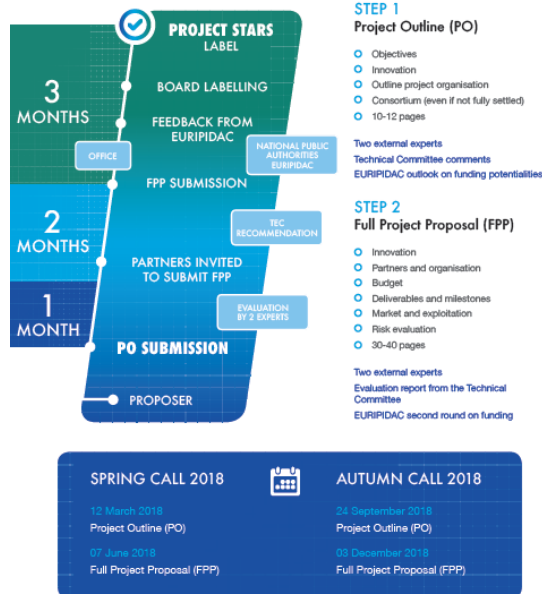 PROJECT STARS
LABEL
BOARD LABELLING
FEEDBACK FROM
EURIPIDAC
OFFICE
NATIONAL PUBLIC
AUTHORITIES
EURIPIDAC
FPP SUBMISSION
TEC
RECOMMENDATION
PARTNERS INVITED
TO SUBMIT FPP
EVALUATION
BY 2 EXPERTS
PO SUBMISSION
PROPOSER
3
MONTHS
2
MONTHS
1
MONTH
STEP 1
Project Outline (PO)
Objectives
Innovation
Outline project organisation
Consortium (even if not fully settled)
10-12 pages
Two external experts
Technical Committee comments
EURIPIDAC outlook on funding potentialities
STEP 2
Full Project Proposal (FPP)
Innovation
Partners and organisation
Budget
Deliverables and milestones
Market and exploitation
Risk evaluation
30-40 pages
Two external experts
Evaluation report from the Technical
Committee
EURIPIDAC second round on funding
SPRING CALL 2018
12 March 2018
Project Outline (PO)
07 June 2018
Full Project Proposal (FPP)
AUTUMN CALL 2018
24 September 2018
Project Outline (PO)
03 December 2018
Full Project Proposal (FPP)